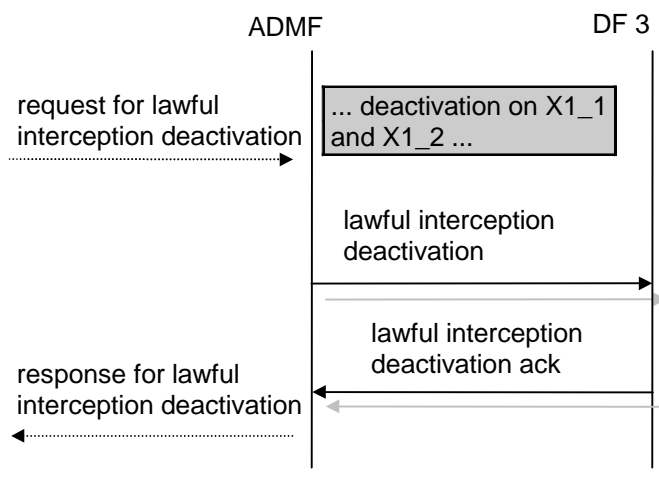 ADMF
DF 3
request for lawful
interception deactivation
... deactivation on X1_1
and X1_2 ...
lawful interception
deactivation
lawful interception
deactivation ack
response for lawful
interception deactivation